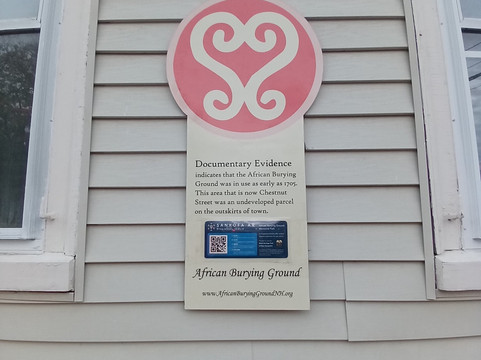 Documentary Evidence
indicates that the African Burying
Ground was in use as early as 1705.
This area that is now Chestnut
Street was an undeveloped parcel
on the outskirts of town.
SANKOFA
African Burying Ground
www.AfricanBuryingGroundNH.org